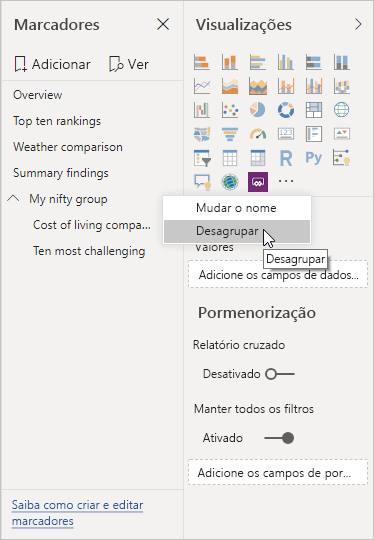 Marcadores
Adicionar
Ver
Overview
Top ten rankings
Weather comparison
Summary findings
My nifty group
Cost of living compa...
Ten most challenging
Saiba como criar e editar
marcadores
Visualizações
123
R
Py
Mudar o nome
Desagrupar
Desagrupar
Valores
Adicione os campos de dados...
Pormenorização
Relatório cruzado
Desativado
Manter todos os filtros
Ativado
Adicione os campos de por...